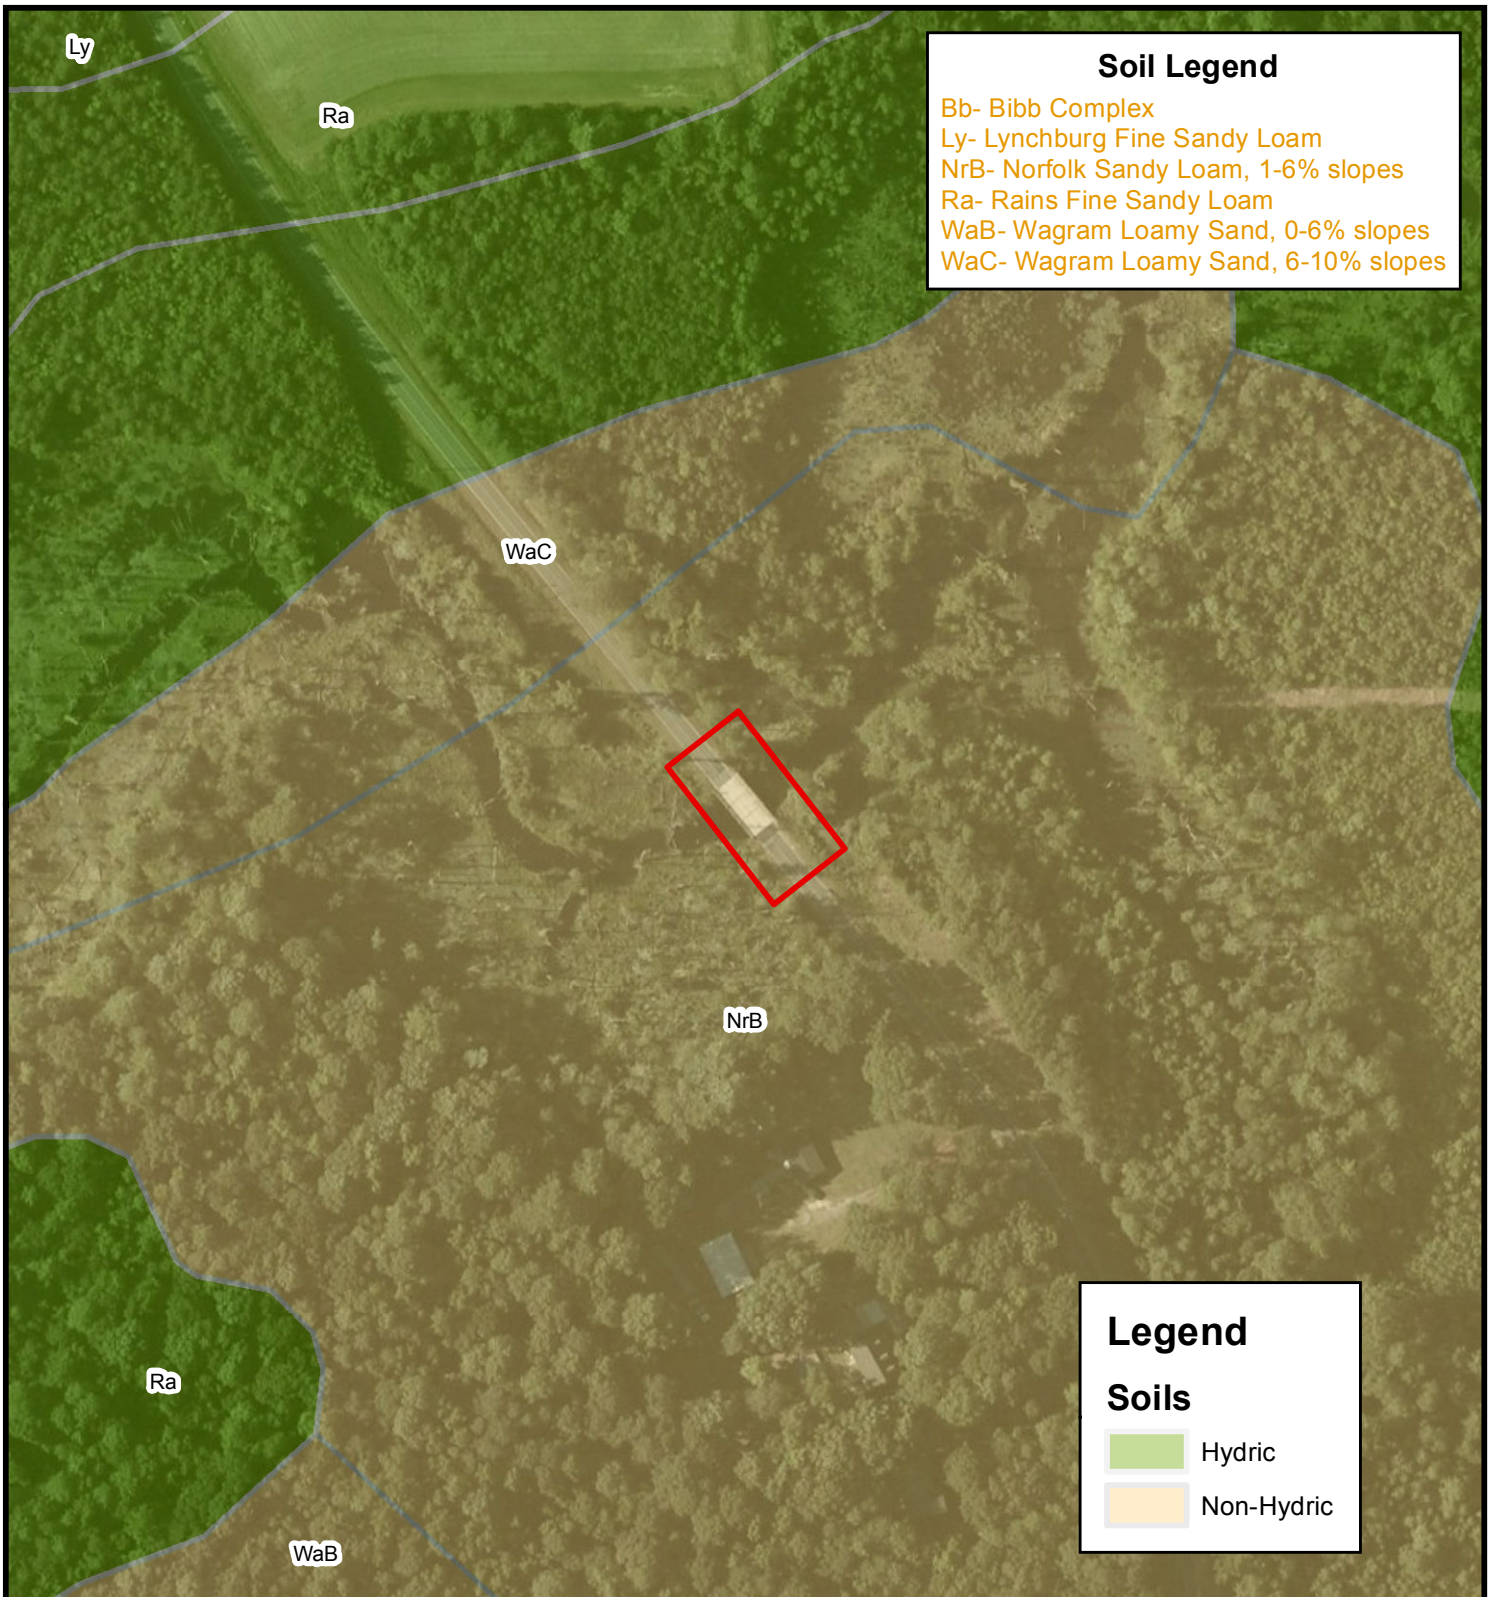 Ly
Ra
Soil Legend
Bb- Bibb Complex
Ly- Lynchburg Fine Sandy Loam
NrB- Norfolk Sandy Loam, 1-6% slopes
Ra- Rains Fine Sandy Loam
WaB- Wagram Loamy Sand, 0-6% slopes
WaC- Wagram Loamy Sand, 6-10% slopes
WaC
NrB
Ra
WaB
Legend
Soils
Hydric
Non-Hydric